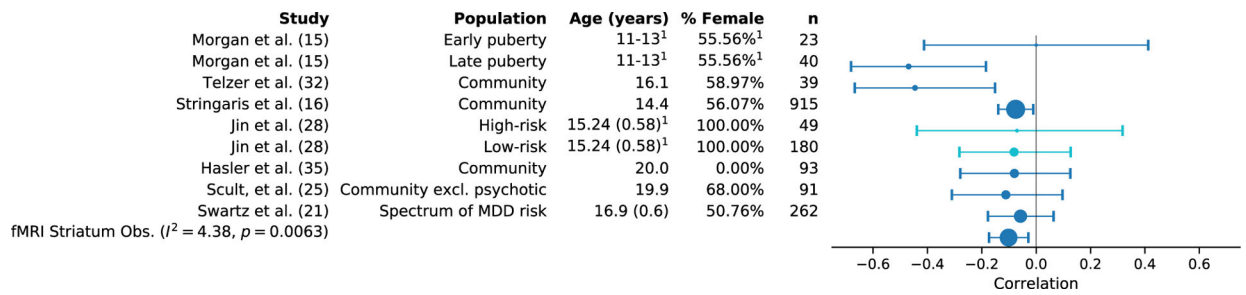 Study Population Age (years) % Female n
Morgan et al. (15) Early puberty 11-13¹ 55.56%¹ 23
Morgan et al. (15) Late puberty 11-13¹ 55.56%¹ 40
Telzer et al. (32) Community 16.1 58.97% 39
Stringaris et al. (16) Community 14.4 56.07% 915
Jin et al. (28) High-risk 15.24 (0.58)¹ 100.00% 49
Jin et al. (28) Low-risk 15.24 (0.58)¹ 100.00% 180
Hasler et al. (35) Community 20.0 0.00% 93
Scult, et al. (25) Community excl. psychotic 19.9 68.00% 91
Swartz et al. (21) Spectrum of MDD risk 16.9 (0.6) 50.76% 262
fMRI Striatum Obs. (I² = 4.38, p = 0.0063)
−0.6 −0.4 −0.2 0.0 0.2 0.4 0.6
Correlation